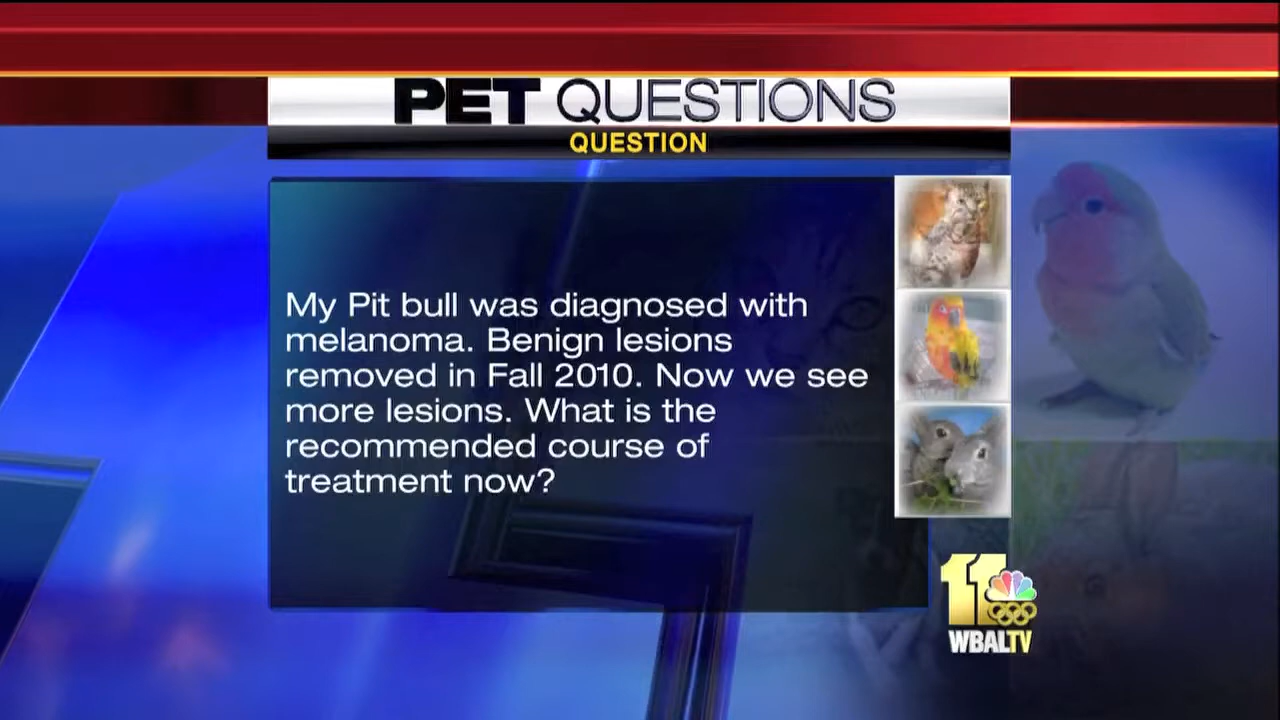 PET QUESTIONS
QUESTION
My Pit bull was diagnosed with
melanoma. Benign lesions
removed in Fall 2010. Now we see
more lesions. What is the
recommended course of
treatment now?
11
WBALTV